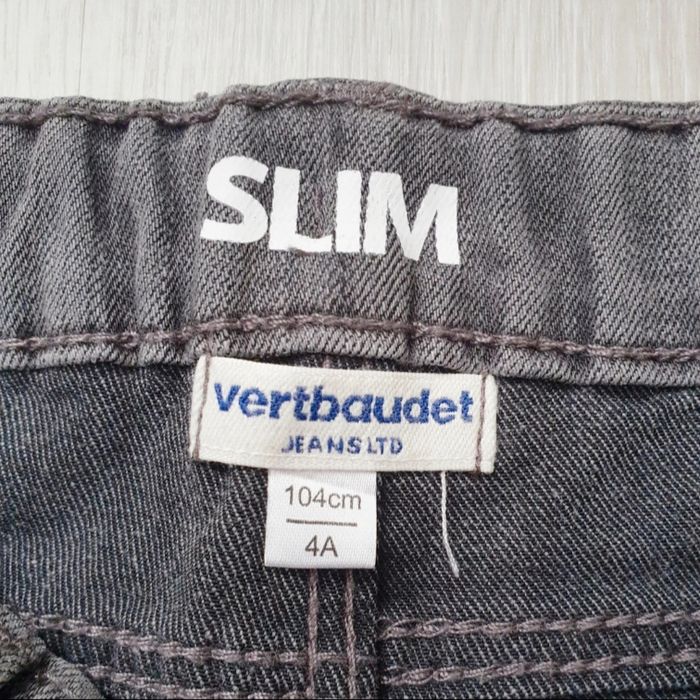 SLIM
vertbaudet
JEANS LTD
104cm
4A